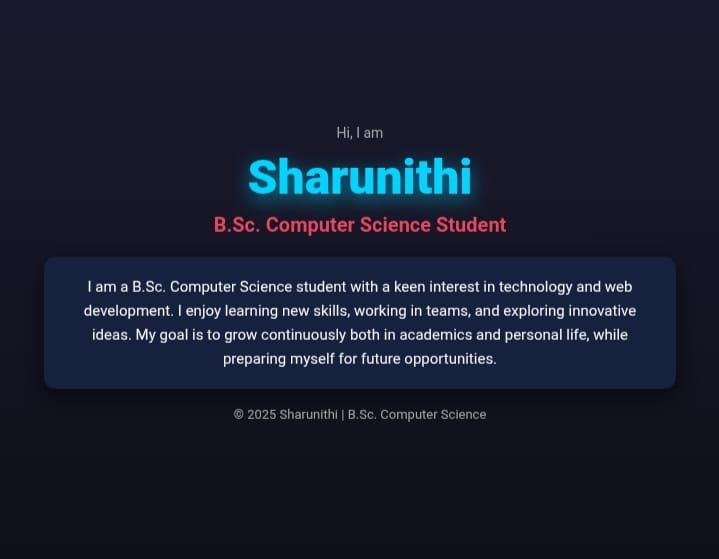 Hi, I am
Sharunithi
B.Sc. Computer Science Student
I am a B.Sc. Computer Science student with a keen interest in technology and web
development. I enjoy learning new skills, working in teams, and exploring innovative
ideas. My goal is to grow continuously both in academics and personal life, while
preparing myself for future opportunities.
© 2025 Sharunithi | B.Sc. Computer Science